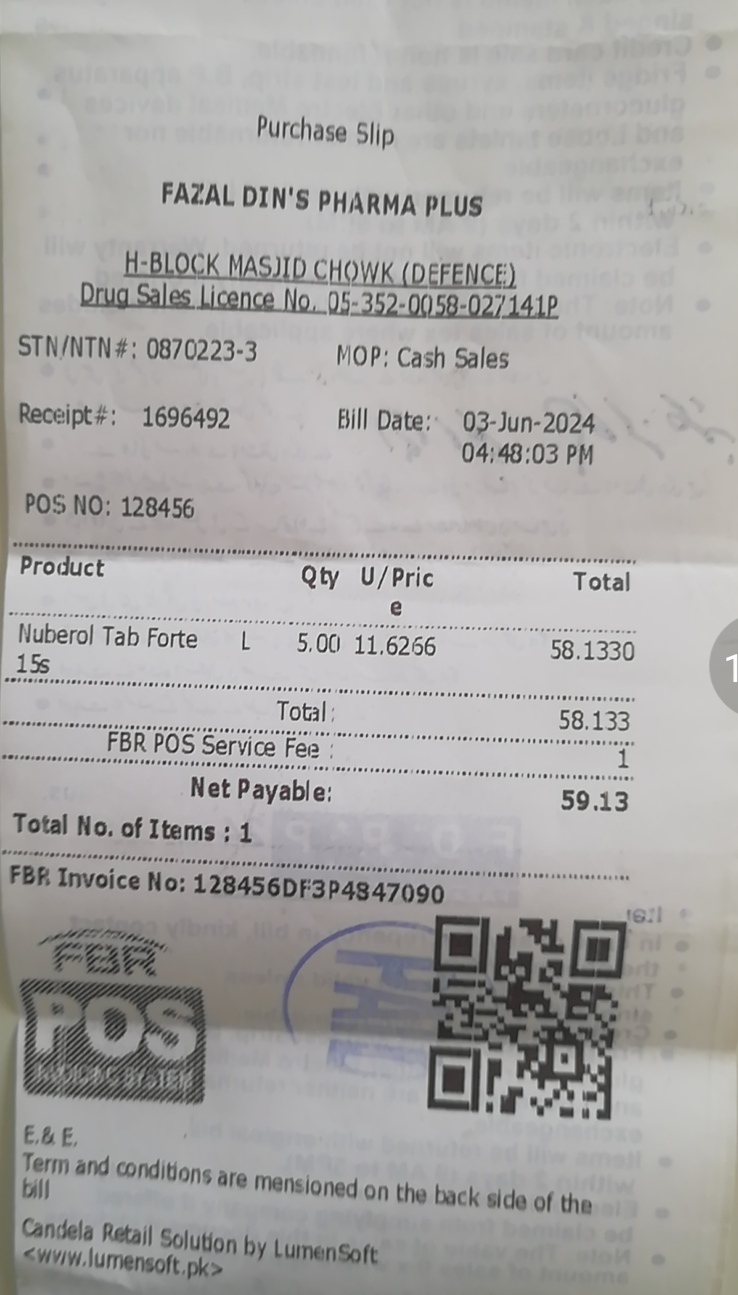 Purchase Slip
FAZAL DIN'S PHARMA PLUS
H-BLOCK MASJID CHOWK (DEFENCE)
Drug Sales Licence No. 05-352-0058-027141P
STN/NTN#: 0870223-3 MOP: Cash Sales
Receipt#: 1696492 Bill Date: 03-Jun-2024
04:48:03 PM
POS NO: 128456
Product Qty U/Pric Total
e
Nuberol Tab Forte L 5.00 11.6266 58.1330
15s
Total: 58.133
FBR POS Service Fee : 1
Net Payable: 59.13
Total No. of Items : 1
FBR Invoice No: 128456DF3P4847090
FBR
POS
E.& E.
Term and conditions are mensioned on the back side of the
bill
Candela Retail Solution by LumenSoft
<www.lumensoft.pk>